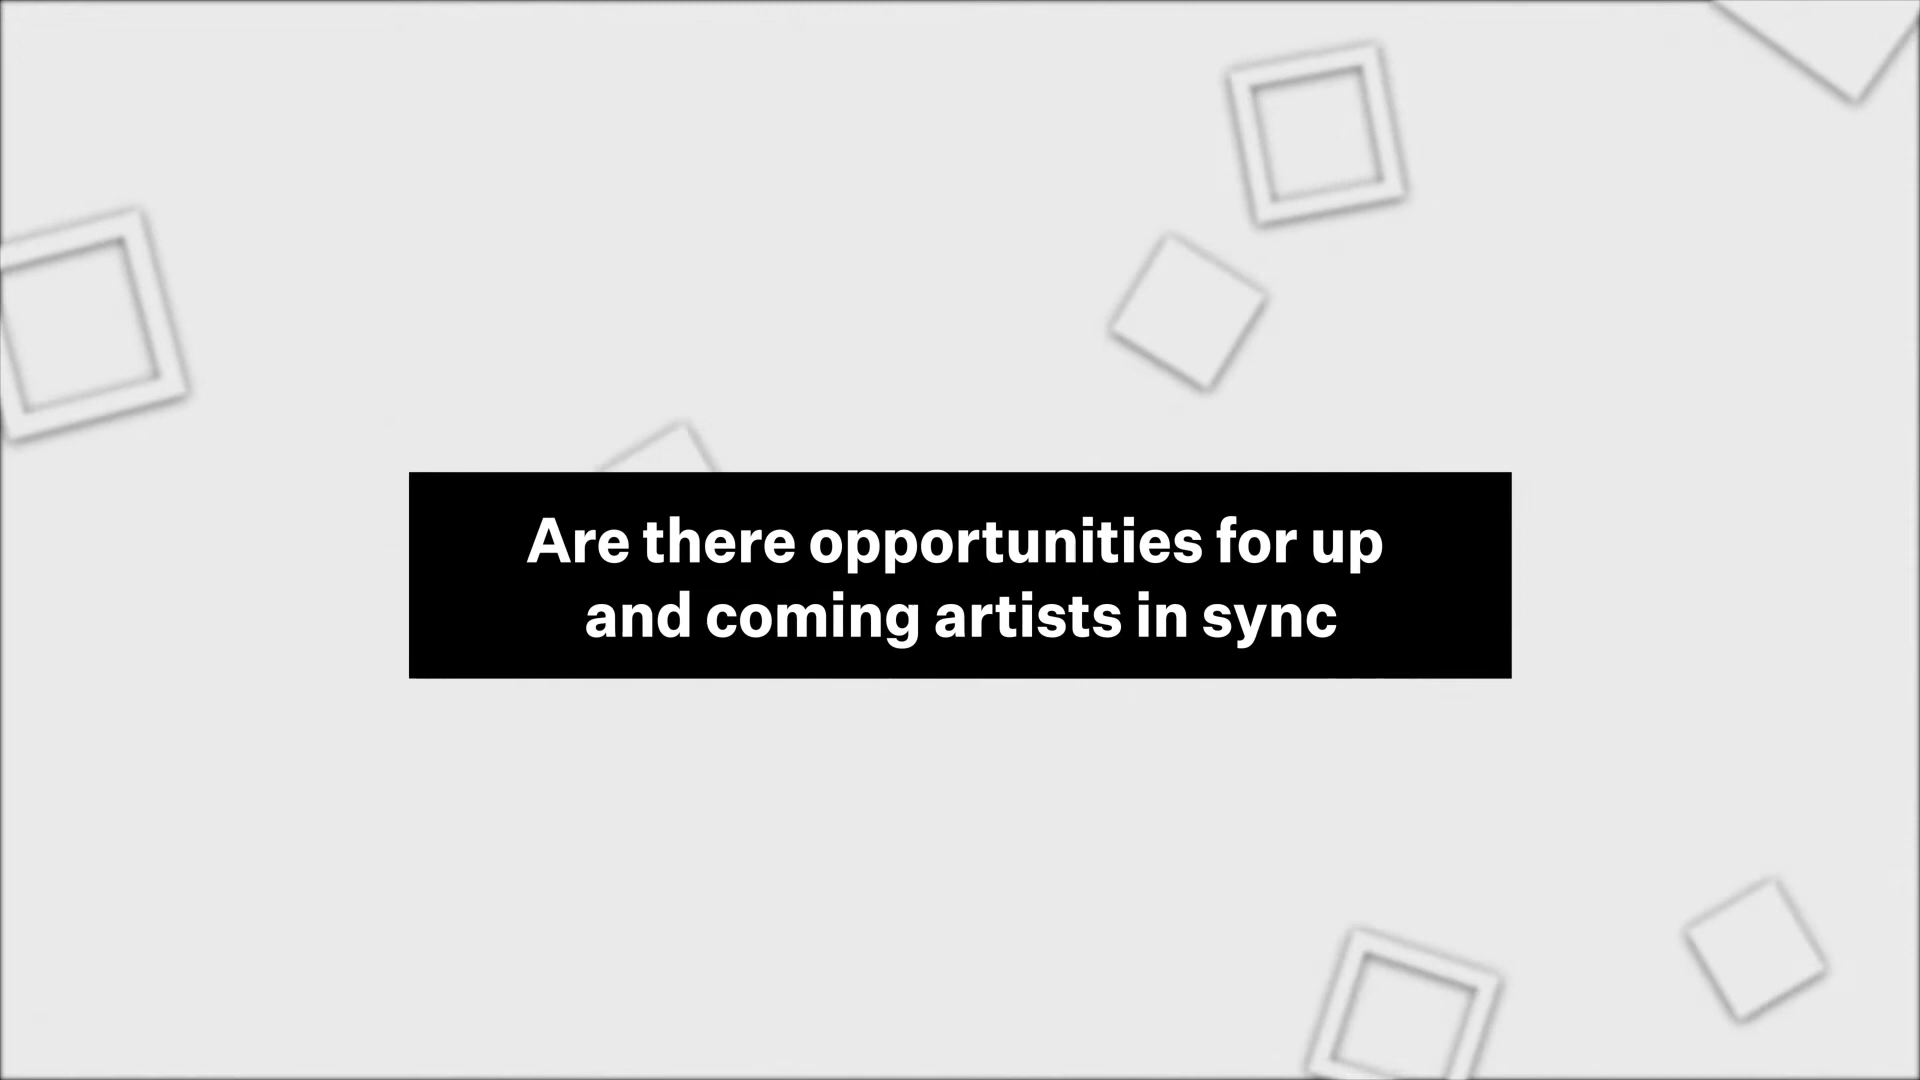 Are there opportunities for up
and coming artists in sync